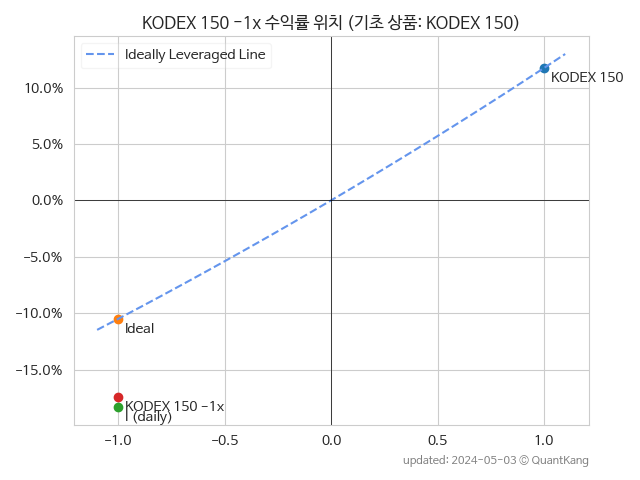 KODEX 150 -1x 수익률 위치 (기초 상품: KODEX 150)
Ideally Leveraged Line
KODEX 150
10.0%
5.0%
0.0%
-5.0%
-10.0%
Ideal
-15.0%
KODEX 150 -1x
(daily)
-1.0 -0.5 0.0 0.5 1.0
updated: 2024-05-03 © QuantKang